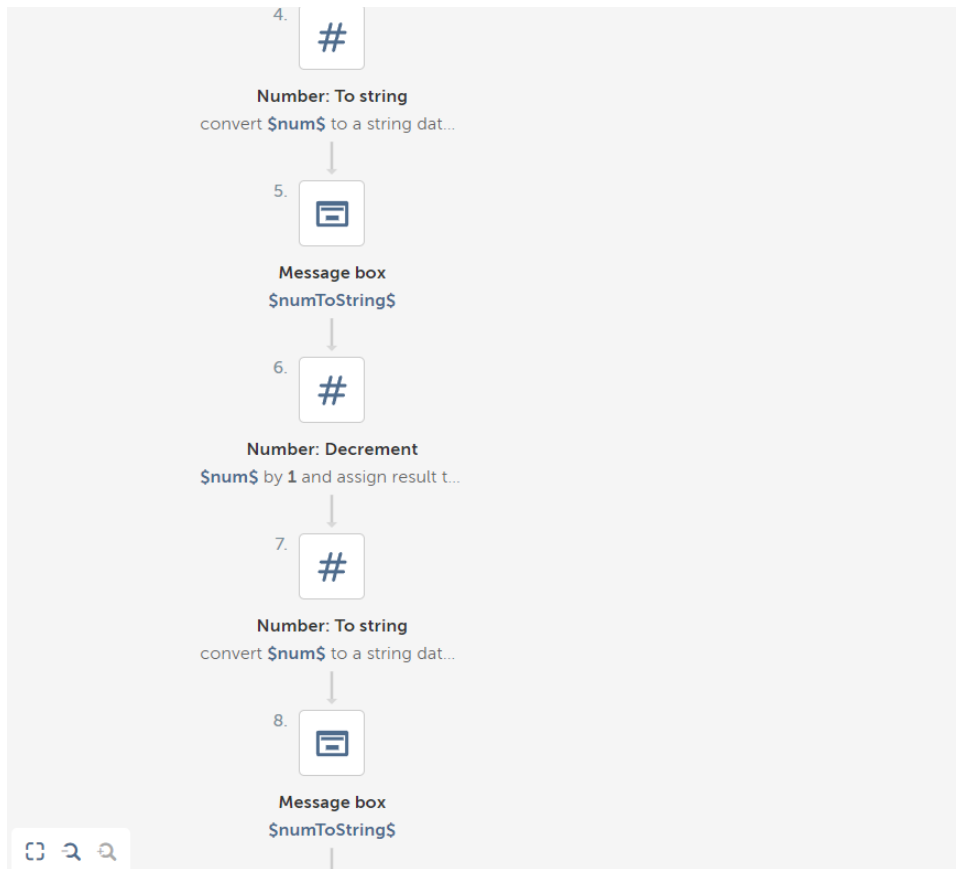 4.
Number: To string
convert $num$ to a string dat...
5.
Message box
$numToString$
6.
Number: Decrement
$num$ by 1 and assign result t...
7.
Number: To string
convert $num$ to a string dat...
8.
Message box
$numToString$